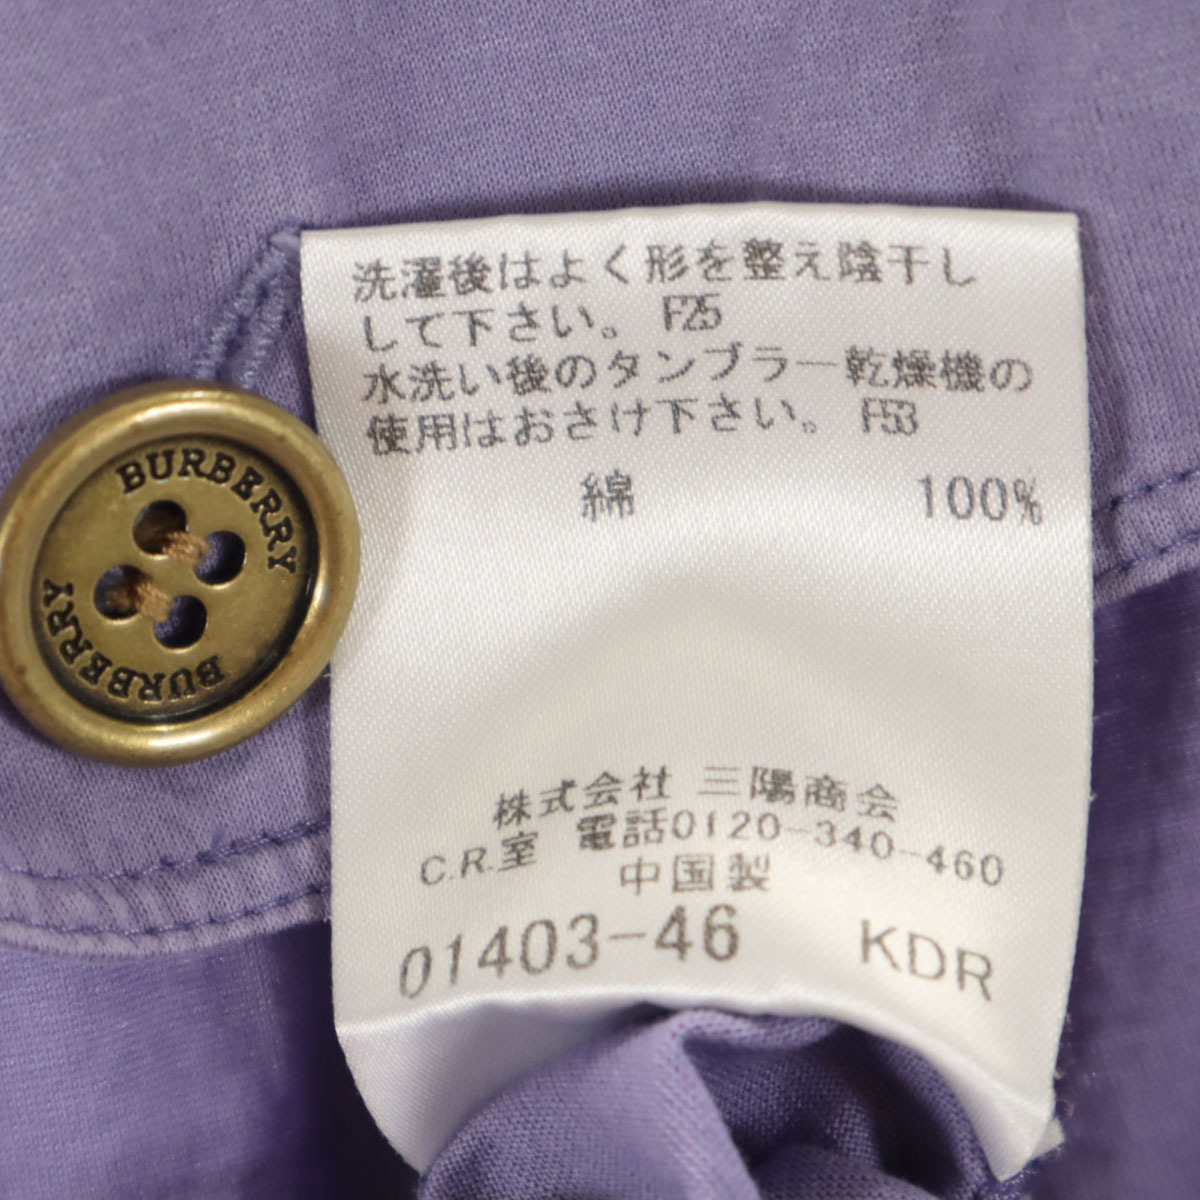 洗濯後はよく形を整え陰干し
して下さい。 F25
水洗い後のタンブラー乾燥機の
使用はおさけ下さい。 F53
綿 100%
BURBERRY
BURBERRY
株式会社 三陽商会
C.R.室 電話0120-340-460
中国製
01403-46 KDR